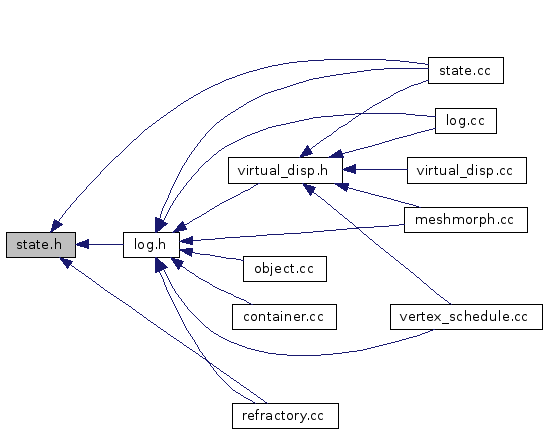 state.cc
log.cc
virtual_disp.h
virtual_disp.cc
meshmorph.cc
state.h
log.h
object.cc
container.cc
vertex_schedule.cc
refractory.cc